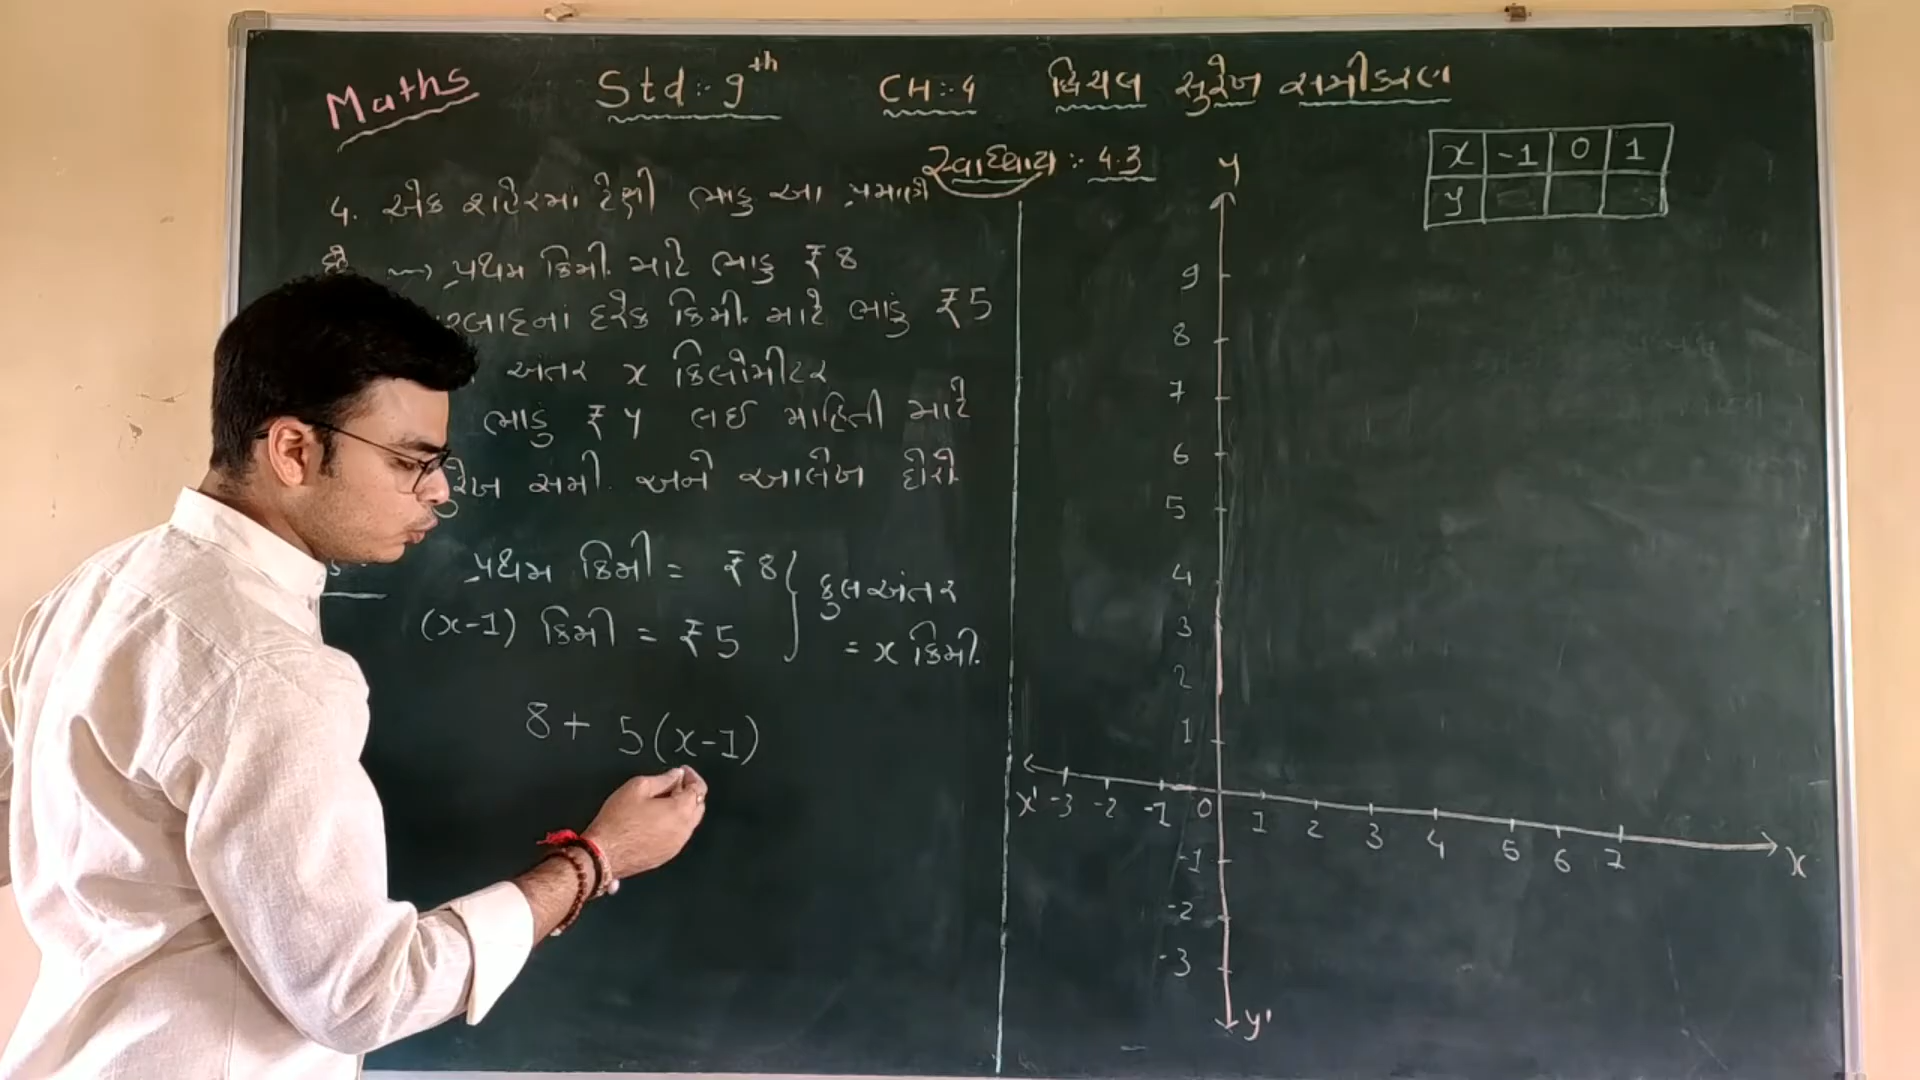 Maths Std:- 9th CH:-4 દ્વિચલ સુરેખ સમીકરણ
સ્વાધ્યાય :- 4.3
4. એક શહેરમાં ટેક્ષી ભાડુ આ પ્રમાણે
છે પ્રથમ કિમી. માટે ભાડુ ₹ 8
ત્યારબાદનાં દરેક કિમી. માટે ભાડું ₹ 5
અંતર x કિલોમીટર
ભાડું ₹ y લઇ માહિતી માટે
સુરેખ સમી. અને આલેખ દોરો
પ્રથમ કિમી = ₹ 8
(x-1) કિમી = ₹ 5
કુલ અંતર
= x કિમી.
8 + 5(x-1)
x -1 0 1
y
y
9
8
7
6
5
4
3
2
1
x' -3 -2 -1 0 1 2 3 4 5 6 7 x
-1
-2
-3
y'